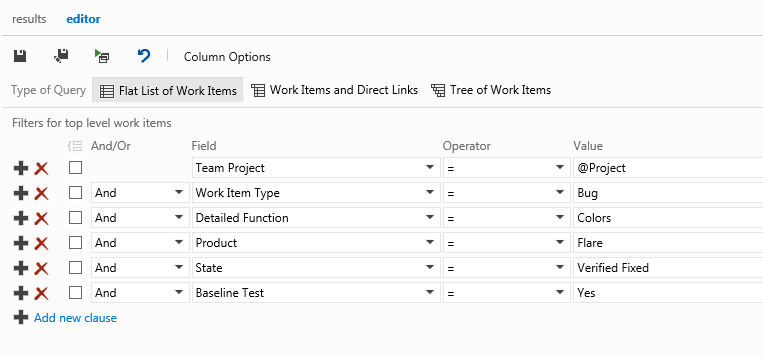 results editor
Column Options
Type of Query Flat List of Work Items Work Items and Direct Links Tree of Work Items
Filters for top level work items
And/Or Field Operator Value
Team Project = @Project
And Work Item Type = Bug
And Detailed Function = Colors
And Product = Flare
And State = Verified Fixed
And Baseline Test = Yes
Add new clause